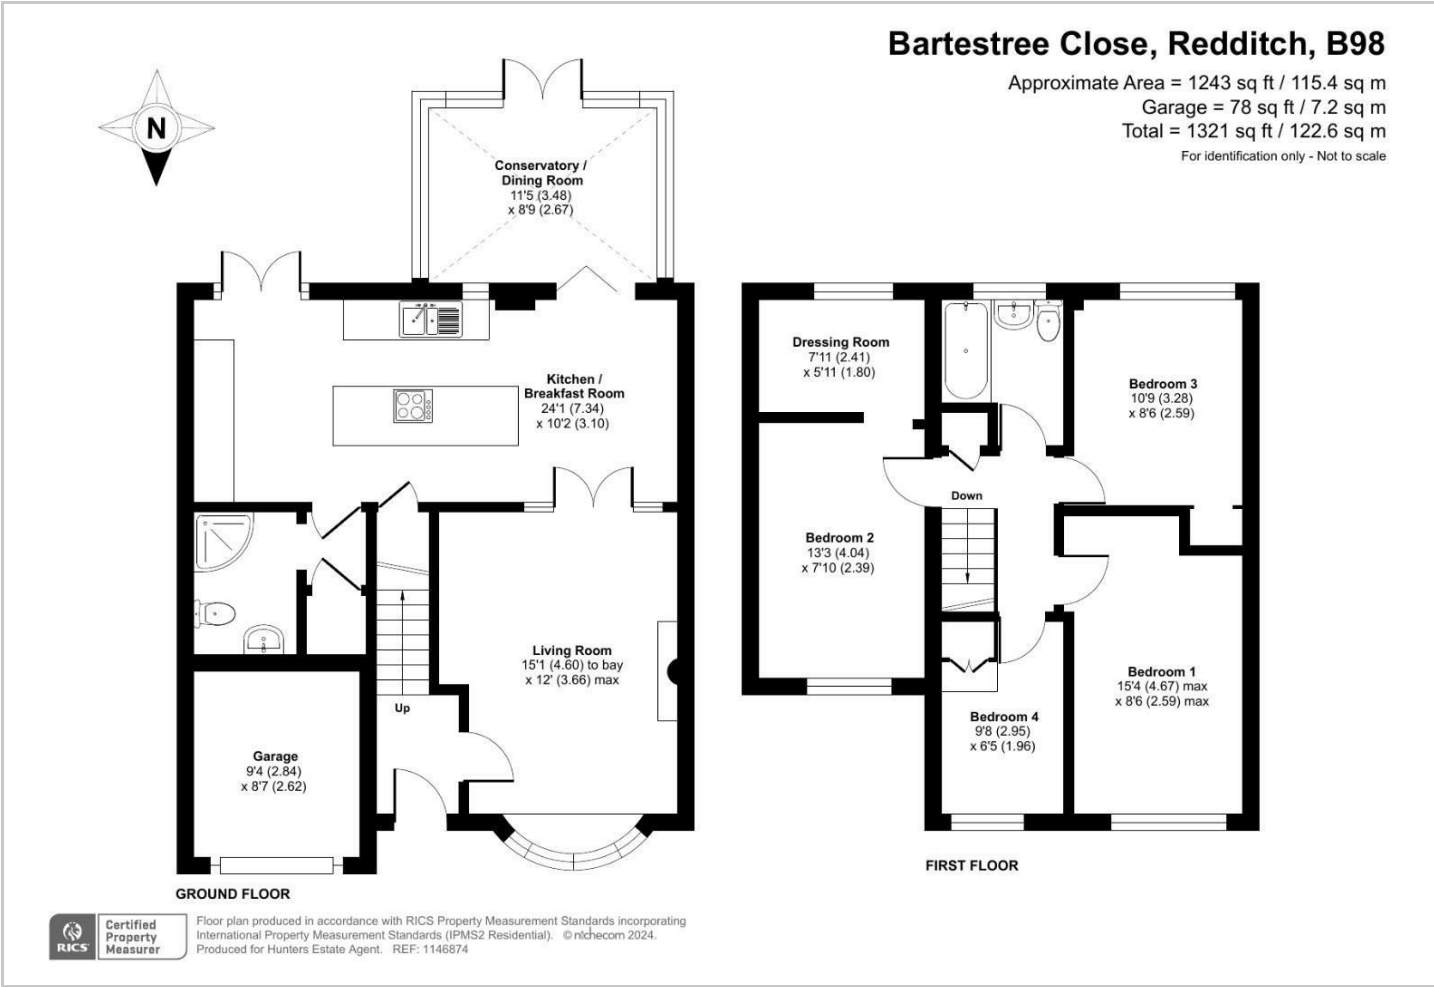 Bartestree Close, Redditch, B98
Approximate Area = 1243 sq ft / 115.4 sq m
Garage = 78 sq ft / 7.2 sq m
Total = 1321 sq ft / 122.6 sq m
For identification only - Not to scale
N
Conservatory /
Dining Room
11'5 (3.48)
x 8'9 (2.67)
Kitchen /
Breakfast Room
24'1 (7.34)
x 10'2 (3.10)
Living Room
15'1 (4.60) to bay
x 12' (3.66) max
Up
Garage
9'4 (2.84)
x 8'7 (2.62)
GROUND FLOOR
Dressing Room
7'11 (2.41)
x 5'11 (1.80)
Bedroom 3
10'9 (3.28)
x 8'6 (2.59)
Down
Bedroom 2
13'3 (4.04)
x 7'10 (2.39)
Bedroom 1
15'4 (4.67) max
x 8'6 (2.59) max
Bedroom 4
9'8 (2.95)
x 6'5 (1.96)
FIRST FLOOR
RICS
Certified
Property
Measurer
Floor plan produced in accordance with RICS Property Measurement Standards incorporating
International Property Measurement Standards (IPMS2 Residential). © nichecom 2024.
Produced for Hunters Estate Agent. REF: 1146874